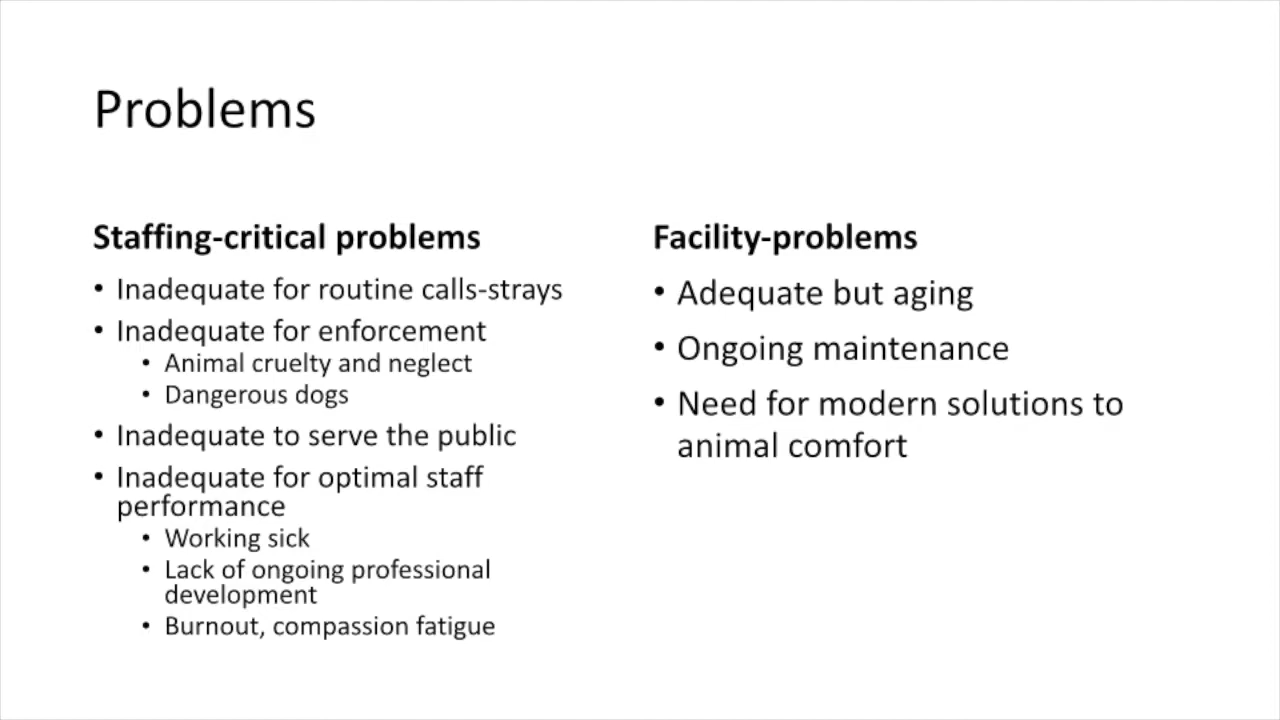 Problems
Staffing-critical problems
• Inadequate for routine calls-strays
• Inadequate for enforcement
• Animal cruelty and neglect
• Dangerous dogs
• Inadequate to serve the public
• Inadequate for optimal staff
performance
• Working sick
• Lack of ongoing professional
development
• Burnout, compassion fatigue
Facility-problems
• Adequate but aging
• Ongoing maintenance
• Need for modern solutions to
animal comfort